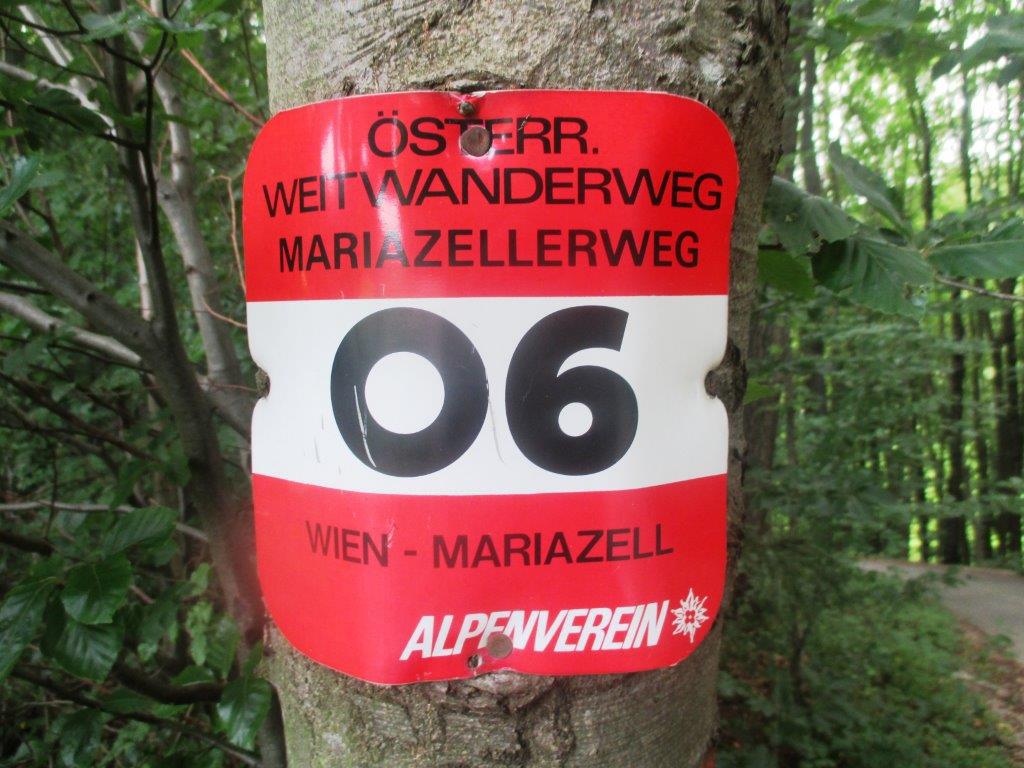 ÖSTERR.
WEITWANDERWEG
MARIAZELLERWEG
06
WIEN - MARIAZELL
ALPENVEREIN